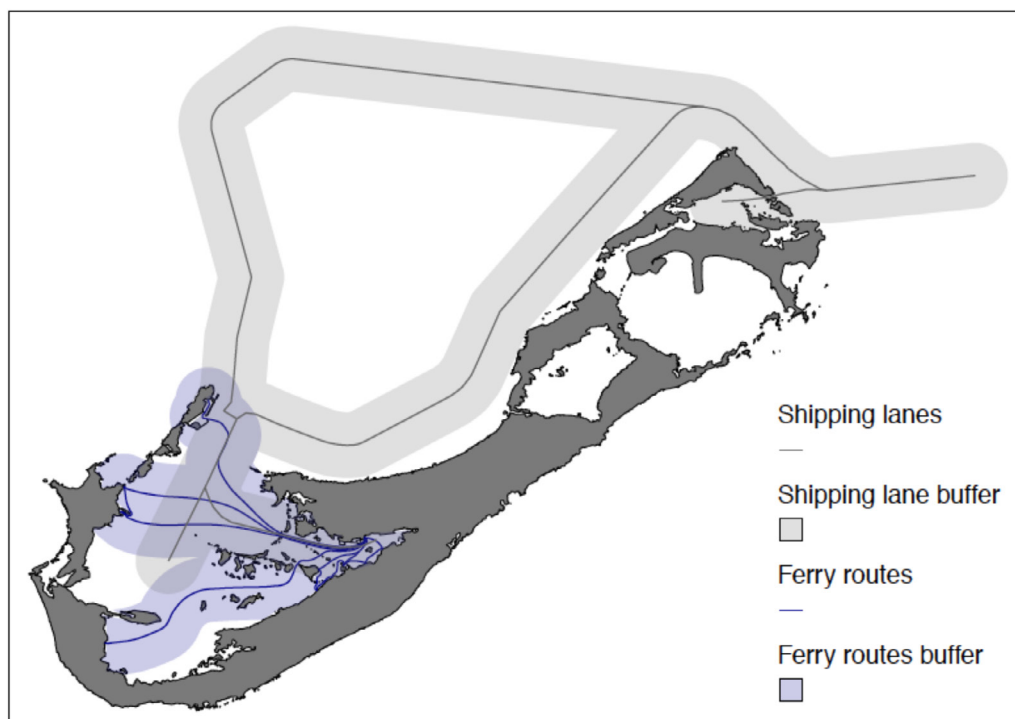 Shipping lanes
Shipping lane buffer
Ferry routes
Ferry routes buffer